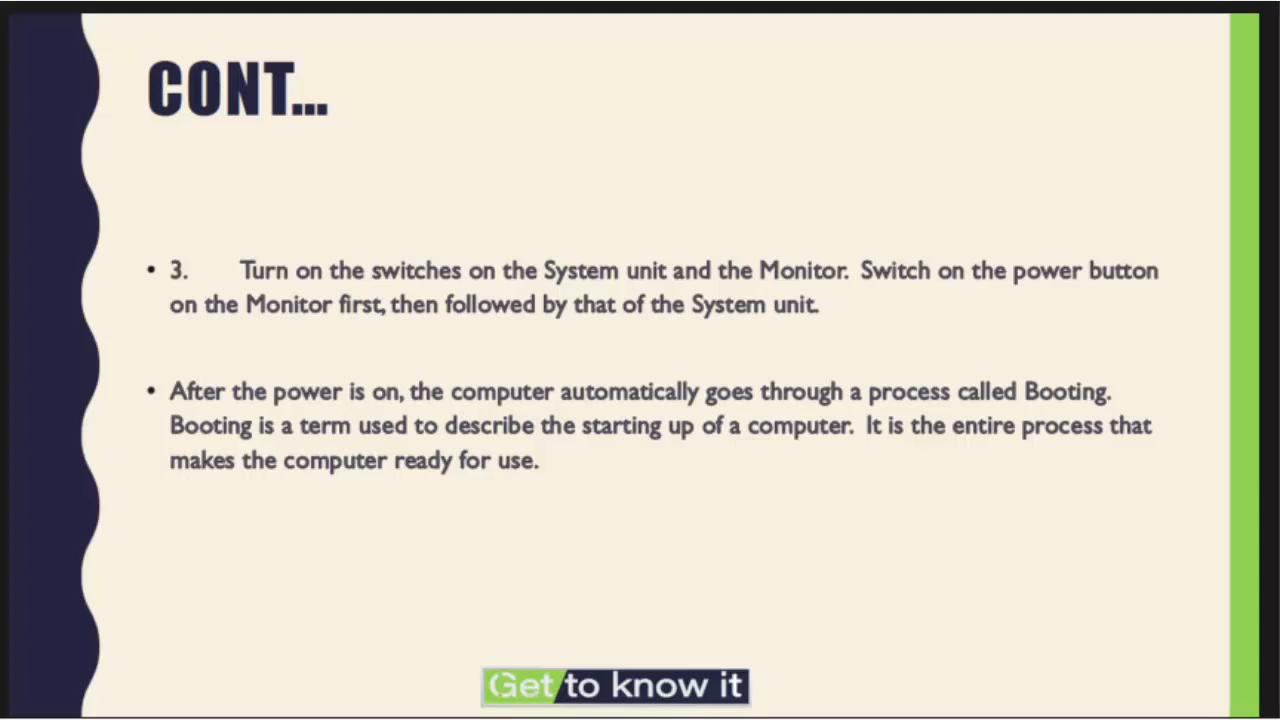 CONT...
• 3. Turn on the switches on the System unit and the Monitor. Switch on the power button
on the Monitor first, then followed by that of the System unit.
• After the power is on, the computer automatically goes through a process called Booting.
Booting is a term used to describe the starting up of a computer. It is the entire process that
makes the computer ready for use.
Get to know it